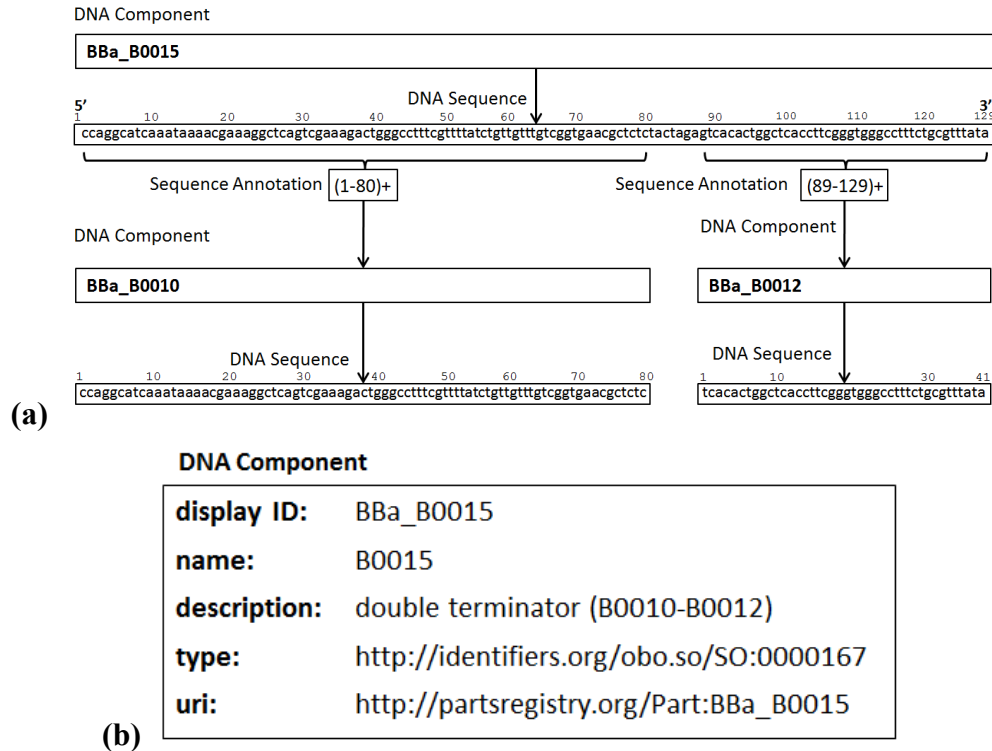 DNA Component
BBa_B0015
DNA Sequence
5’ 3’
1 10 20 30 40 50 60 70 80 90 100 110 120 129
ccaggcatcaaataaaacgaaaggctcagtcgaaagactgggcctttcgttttatctgttgtttgtcggtgaacgctctctactagagtcacactggctcaccttcgggtgggcctttctgcgtttata
Sequence Annotation (1-80)+ Sequence Annotation (89-129)+
DNA Component DNA Component
BBa_B0010 BBa_B0012
DNA Sequence DNA Sequence
1 10 20 30 40 50 60 70 80 1 10 30 41
ccaggcatcaaataaaacgaaaggctcagtcgaaagactgggcctttcgttttatctgttgtttgtcggtgaacgctctc tcacactggctcaccttcgggtgggcctttctgcgtttata
(a)
DNA Component
display ID: BBa_B0015
name: B0015
description: double terminator (B0010-B0012)
type: http://identifiers.org/obo.so/SO:0000167
uri: http://partsregistry.org/Part:BBa_B0015
(b)